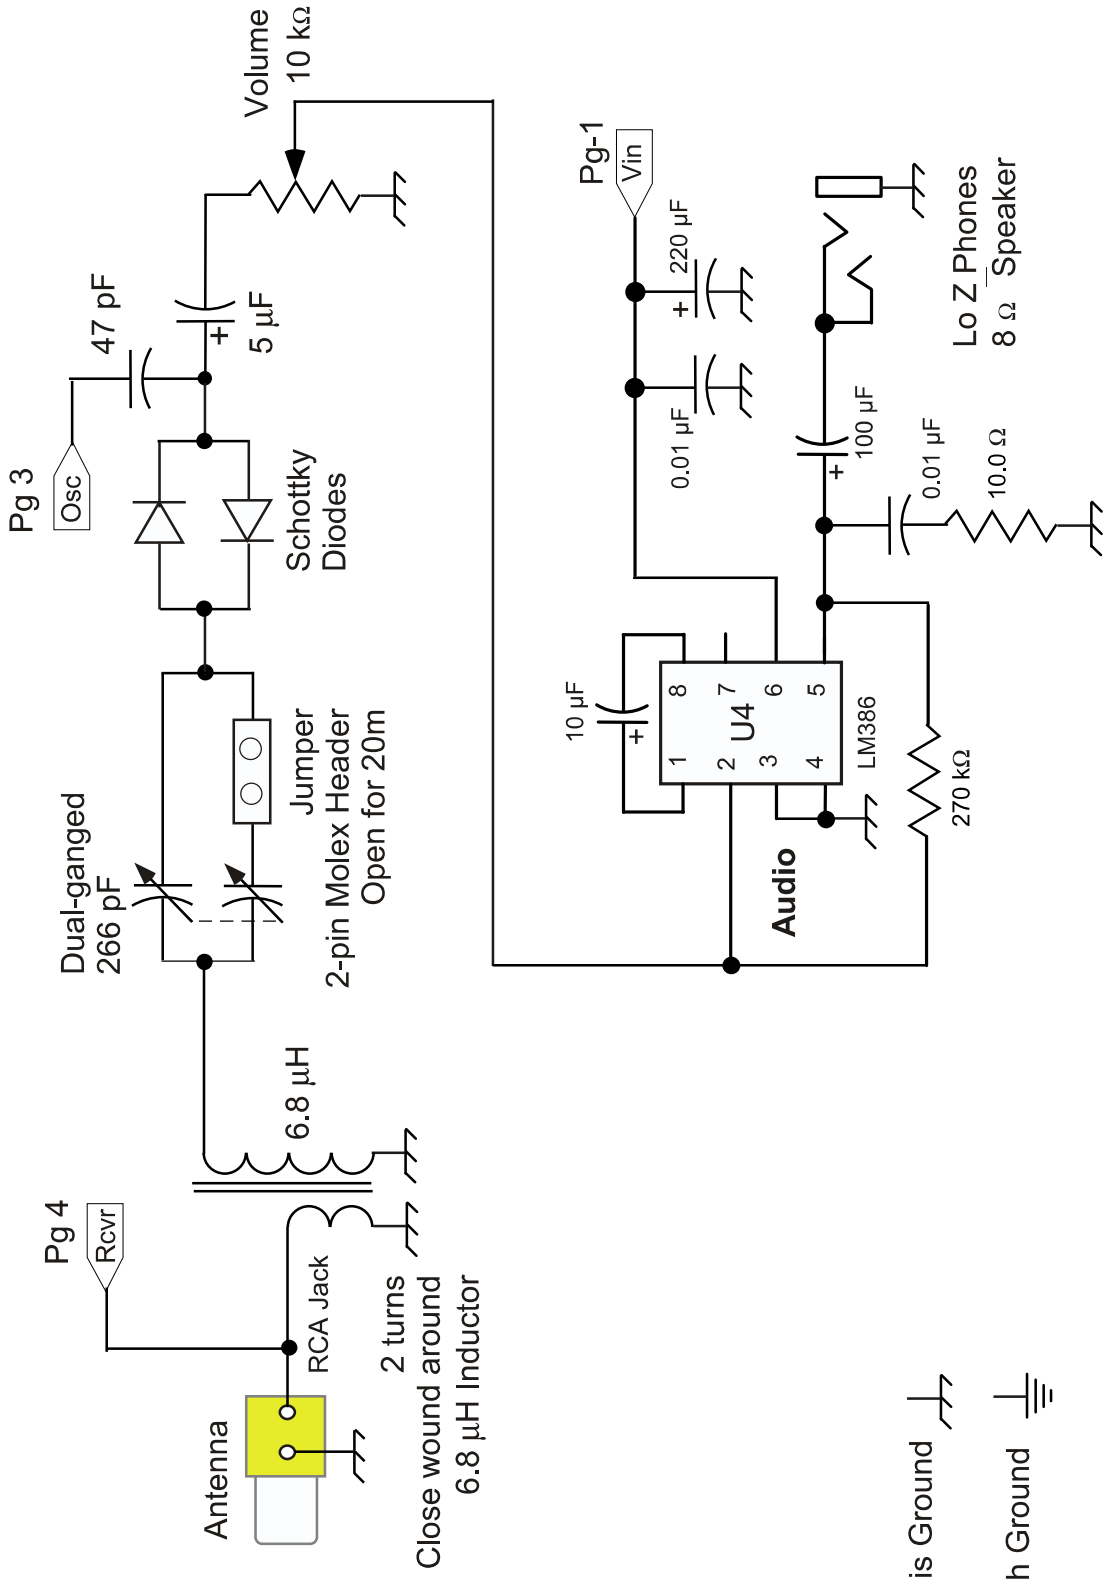 Antenna
RCA Jack
Pg 4
Rcvr
2 turns
Close wound around
6.8 µH Inductor
6.8 µH
Dual-ganged
266 pF
Jumper
2-pin Molex Header
Open for 20m
Schottky
Diodes
Pg 3
Osc
47 pF
+
5 µF
Volume
10 kΩ
Audio
10 µF
+
1
2
3
4
8
7
6
5
U4
LM386
270 kΩ
Pg-1
Vin
0.01 µF
220 µF
+
100 µF
+
0.01 µF
10.0 Ω
Lo Z Phones
8 Ω _Speaker
is Ground
h Ground